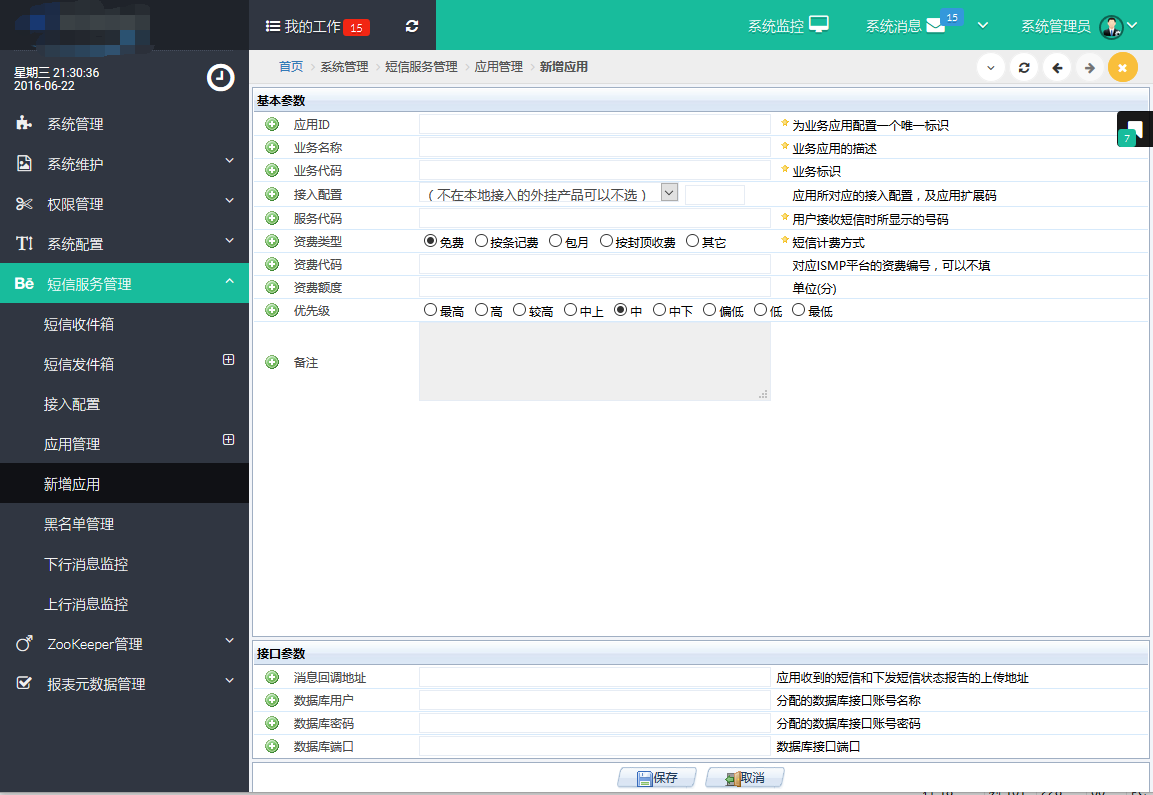 我的工作 15
系统监控 系统消息 15 系统管理员
星期三 21:30:36
2016-06-22
首页 系统管理 短信服务管理 应用管理 新增应用
系统管理
系统维护
权限管理
系统配置
Bē 短信服务管理
短信收件箱
短信发件箱
接入配置
应用管理
新增应用
黑名单管理
下行消息监控
上行消息监控
ZooKeeper管理
报表元数据管理
基本参数
应用ID 为业务应用配置一个唯一标识
7
业务名称 业务应用的描述
业务代码 业务标识
接入配置 （不在本地接入的外挂产品可以不选） 应用所对应的接入配置，及应用扩展码
服务代码 用户接收短信时所显示的号码
资费类型 免费 按条记费 包月 按封顶收费 其它 短信计费方式
资费代码 对应ISMP平台的资费编号，可以不填
资费额度 单位(分)
优先级 最高 高 较高 中上 中 中下 偏低 低 最低
备注
接口参数
消息回调地址 应用收到的短信和下发短信状态报告的上传地址
数据库用户 分配的数据库接口账号名称
数据库密码 分配的数据库接口账号密码
数据库端口 数据库接口端口
保存 取消